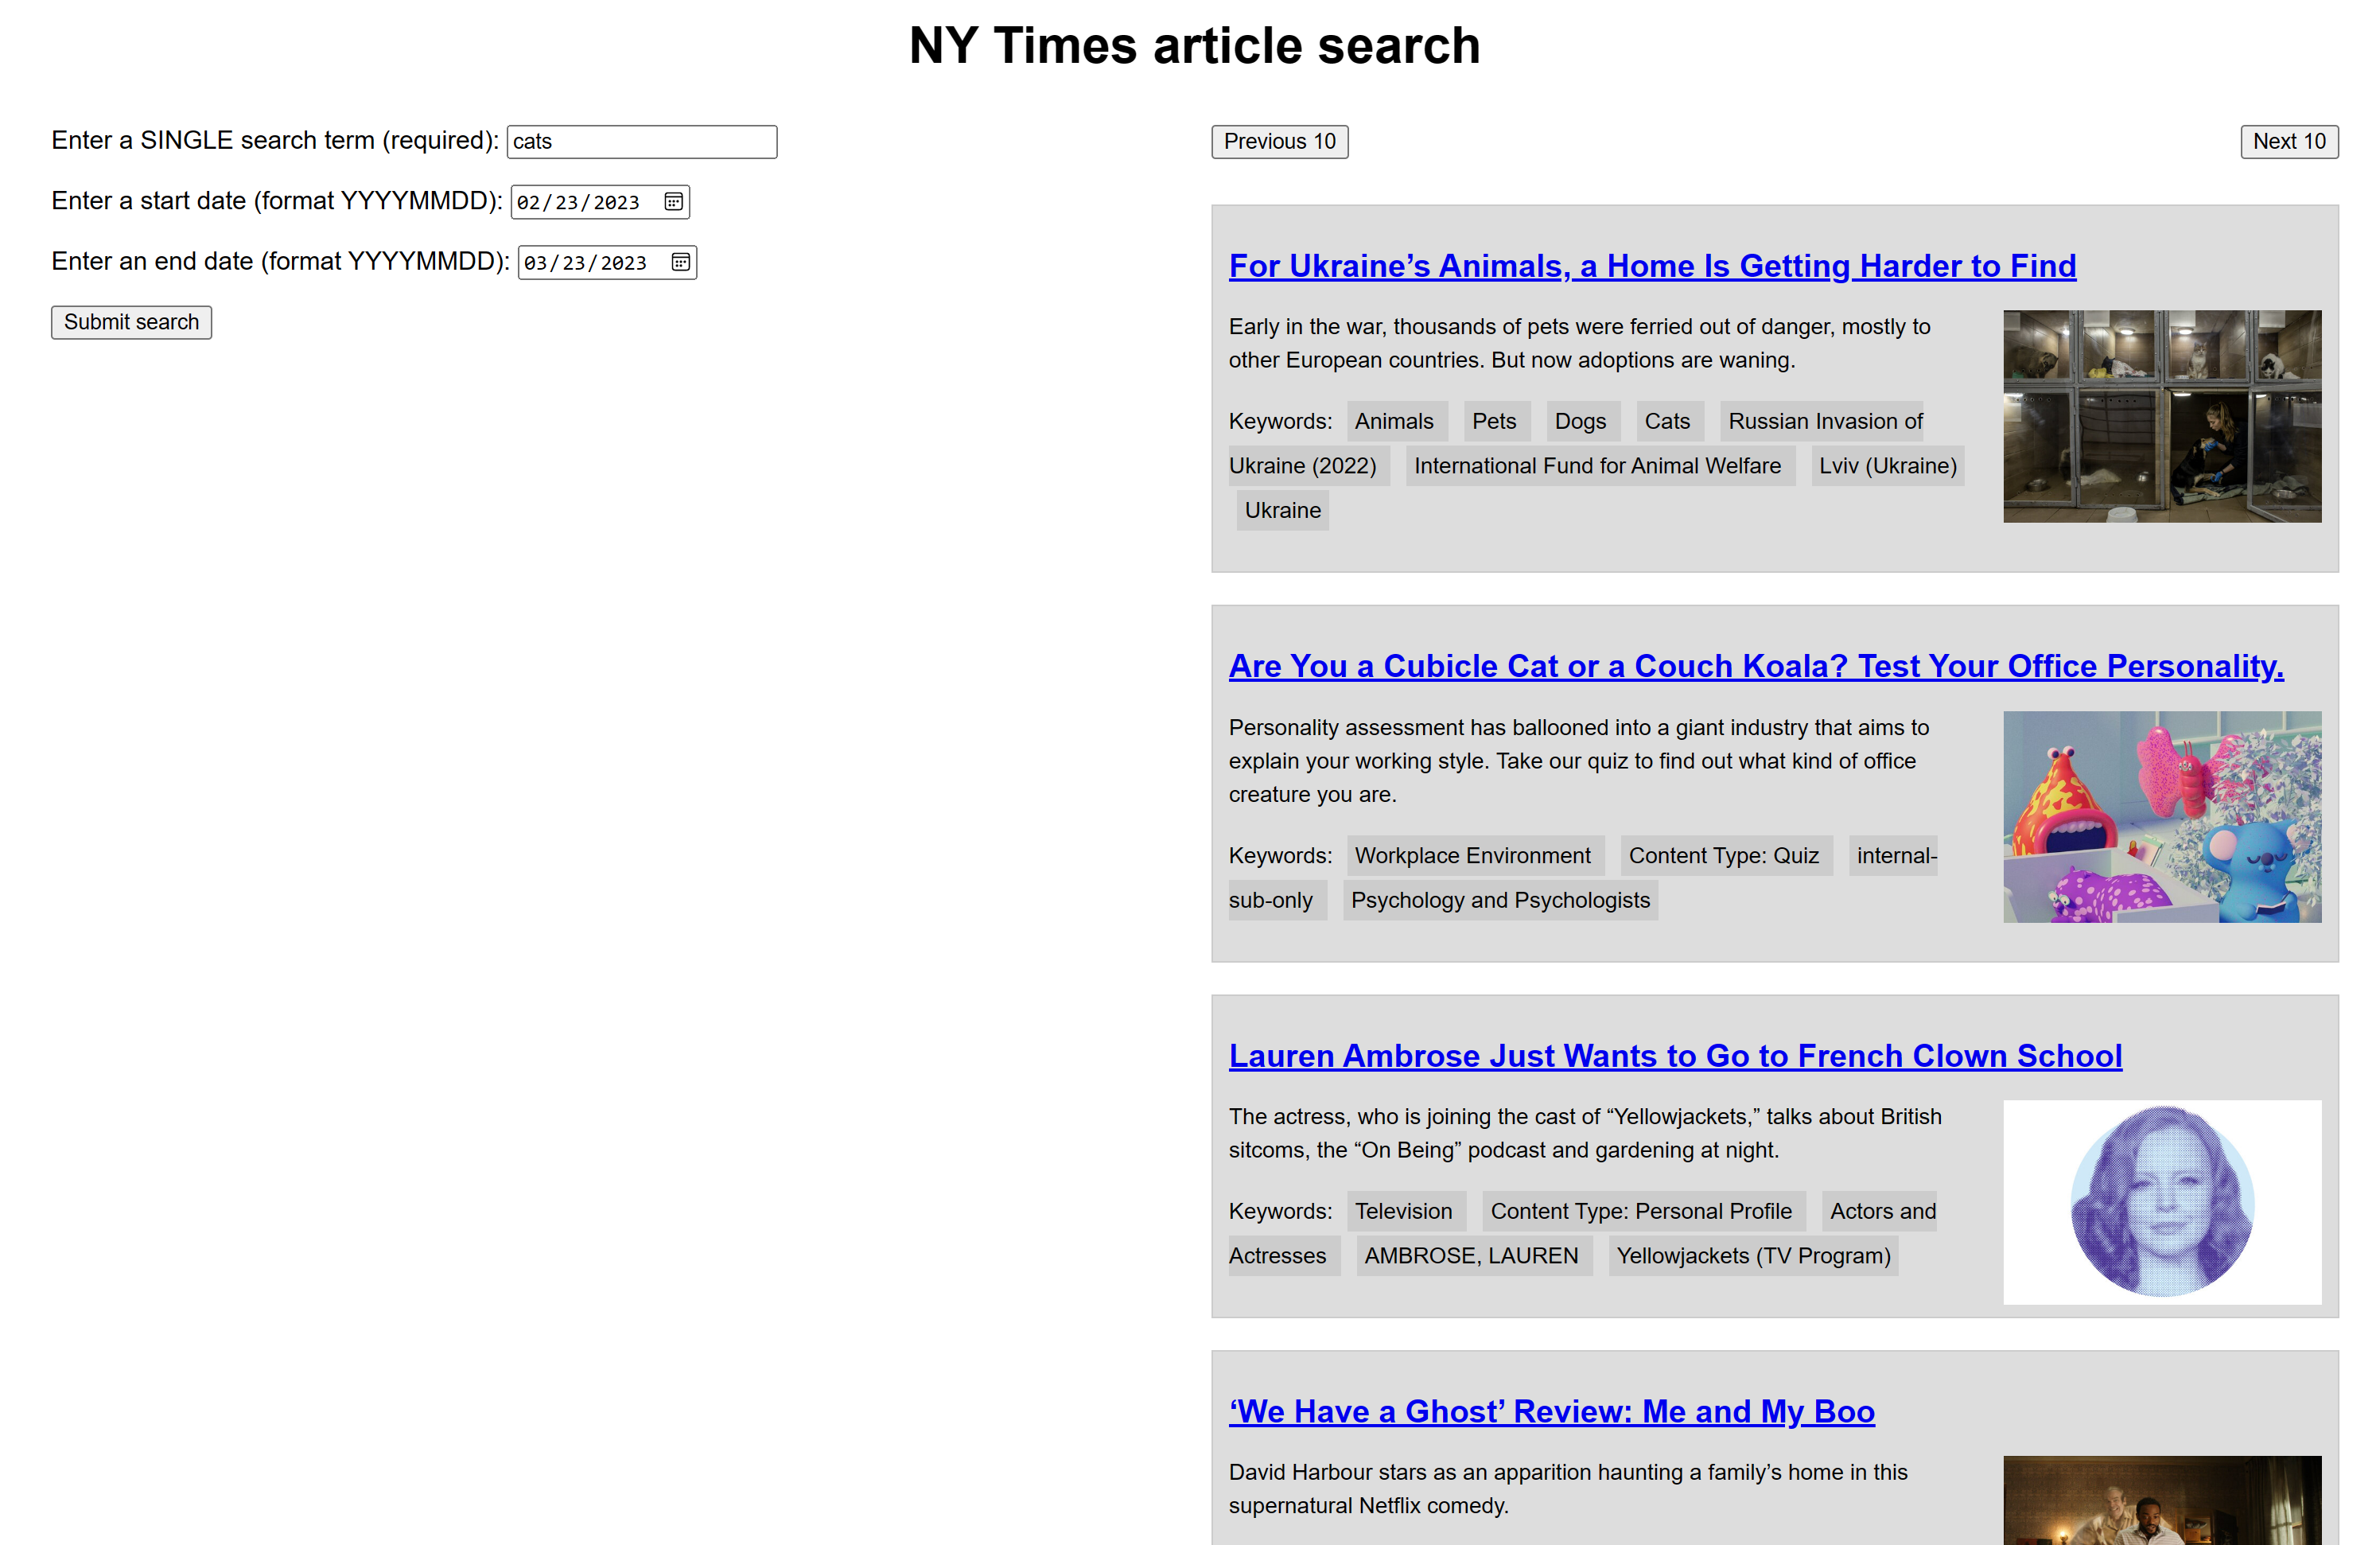 NY Times article search
Enter a SINGLE search term (required): cats
Enter a start date (format YYYYMMDD): 02/23/2023
Enter an end date (format YYYYMMDD): 03/23/2023
Submit search
Previous 10
Next 10
For Ukraine’s Animals, a Home Is Getting Harder to Find
Early in the war, thousands of pets were ferried out of danger, mostly to
other European countries. But now adoptions are waning.
Keywords: Animals Pets Dogs Cats Russian Invasion of
Ukraine (2022) International Fund for Animal Welfare Lviv (Ukraine)
Ukraine
Are You a Cubicle Cat or a Couch Koala? Test Your Office Personality.
Personality assessment has ballooned into a giant industry that aims to
explain your working style. Take our quiz to find out what kind of office
creature you are.
Keywords: Workplace Environment Content Type: Quiz internal-
sub-only Psychology and Psychologists
Lauren Ambrose Just Wants to Go to French Clown School
The actress, who is joining the cast of “Yellowjackets,” talks about British
sitcoms, the “On Being” podcast and gardening at night.
Keywords: Television Content Type: Personal Profile Actors and
Actresses AMBROSE, LAUREN Yellowjackets (TV Program)
‘We Have a Ghost’ Review: Me and My Boo
David Harbour stars as an apparition haunting a family’s home in this
supernatural Netflix comedy.